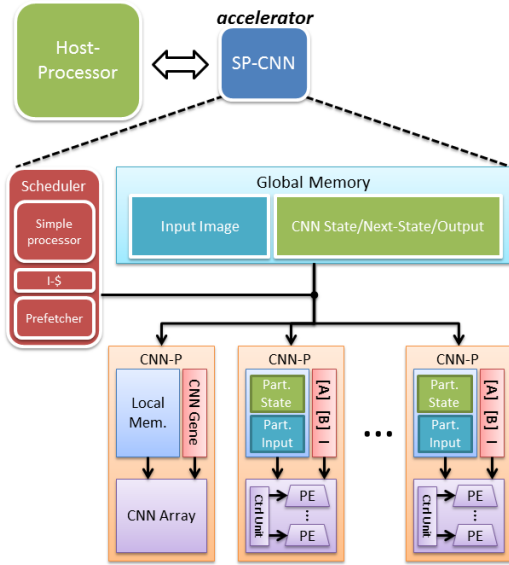 accelerator
Host-
Processor
SP-CNN
Scheduler
Simple
processor
I-$
Prefetcher
Global Memory
Input Image
CNN State/Next-State/Output
CNN-P
Local
Mem.
CNN Gene
CNN Array
CNN-P
Part.
State
Part.
Input
[A] [B] I
Ctrl Unit
PE
...
PE
...
CNN-P
Part.
State
Part.
Input
[A] [B] I
Ctrl Unit
PE
...
PE